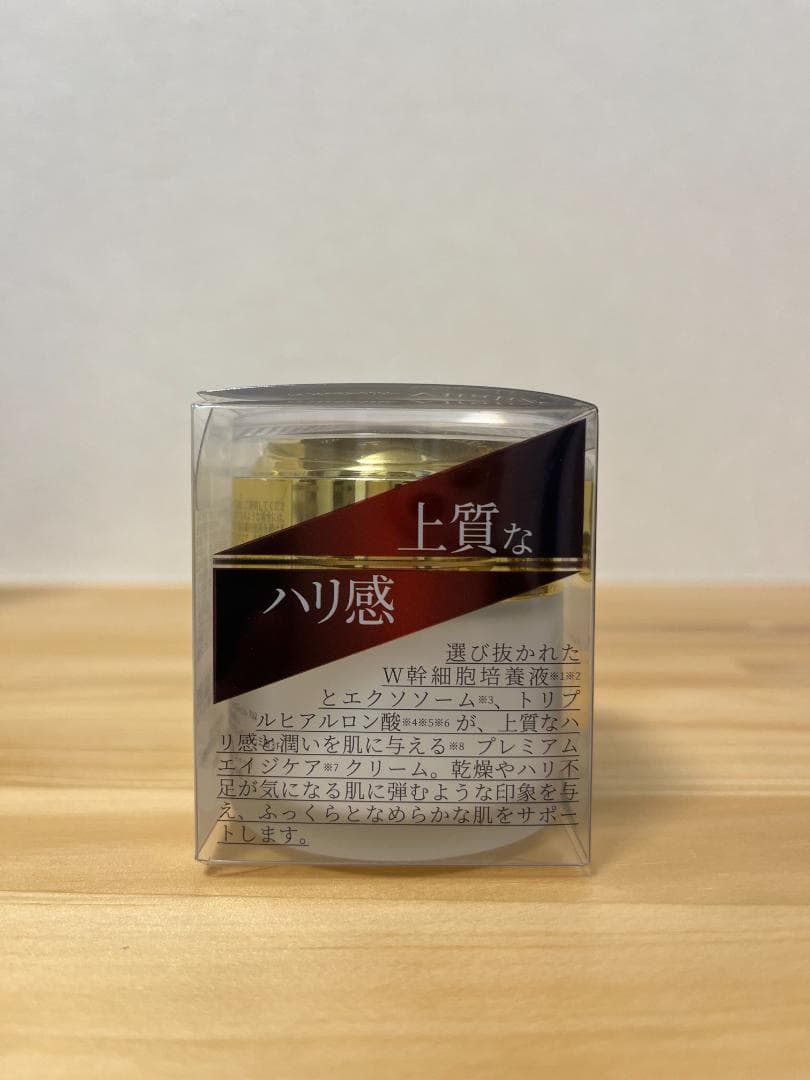 上質な
ハリ感
選び抜かれた
W幹細胞培養液※1※2
とエクソソーム※3、トリプ
ルヒアルロン酸※4※5※6が、上質なハ
リ感と潤いを肌に与える※8 プレミアム
エイジケア※7クリーム。乾燥やハリ不
足が気になる肌に弾むような印象を与
え、ふっくらとなめらかな肌をサポー
トします。